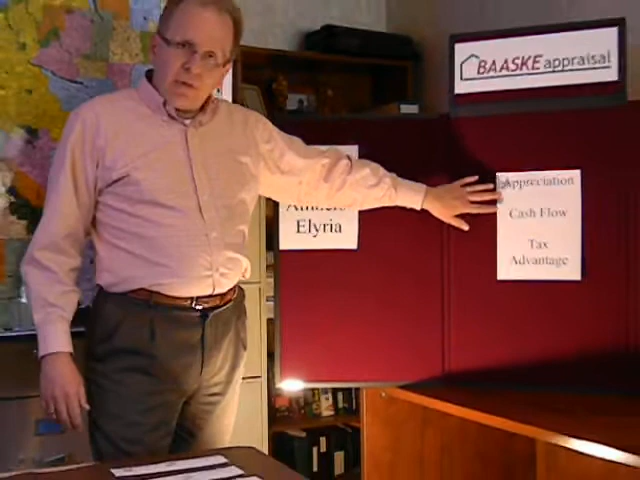 BAASKE appraisal
Elyria
Appreciation
Cash Flow
Tax
Advantage